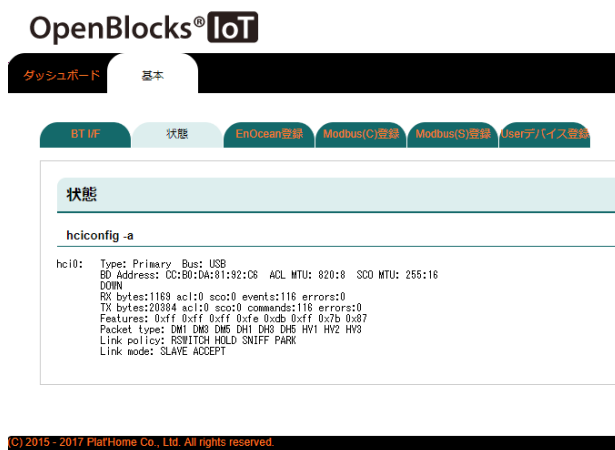 OpenBlocks® IoT
ダッシュボード 基本
BT I/F 状態 EnOcean登録 Modbus(C)登録 Modbus(S)登録 Userデバイス登録
状態
hciconfig -a
hci0: Type: Primary Bus: USB
BD Address: CC:B0:DA:81:92:C6 ACL MTU: 820:8 SCO MTU: 255:16
DOWN
RX bytes:1169 acl:0 sco:0 events:116 errors:0
TX bytes:20384 acl:0 sco:0 commands:116 errors:0
Features: 0xff 0xff 0xff 0xfe 0xdb 0xff 0x7b 0x87
Packet type: DM1 DM3 DM5 DH1 DH3 DH5 HV1 HV2 HV3
Link policy: RSWITCH HOLD SNIFF PARK
Link mode: SLAVE ACCEPT
(C) 2015 - 2017 Plat'Home Co., Ltd. All rights reserved.